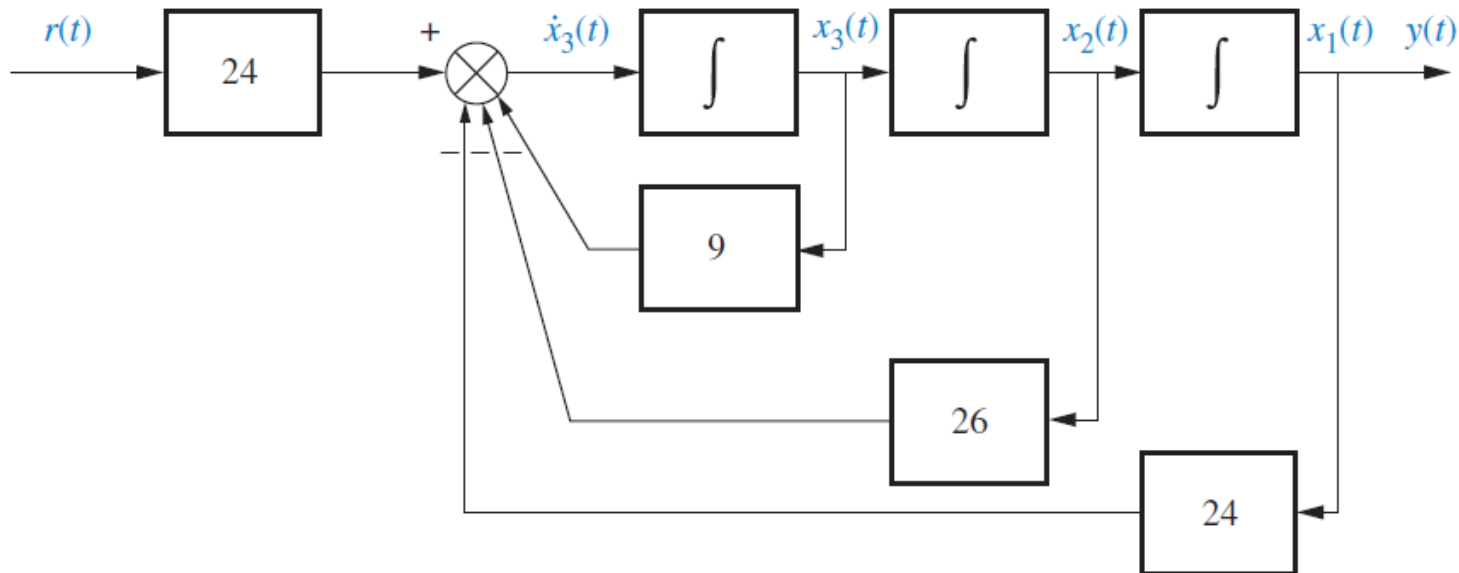 r(t) 24 + ẋ₃(t) ∫ x₃(t) ∫ x₂(t) ∫ x₁(t) y(t)
− − −
9
26
24